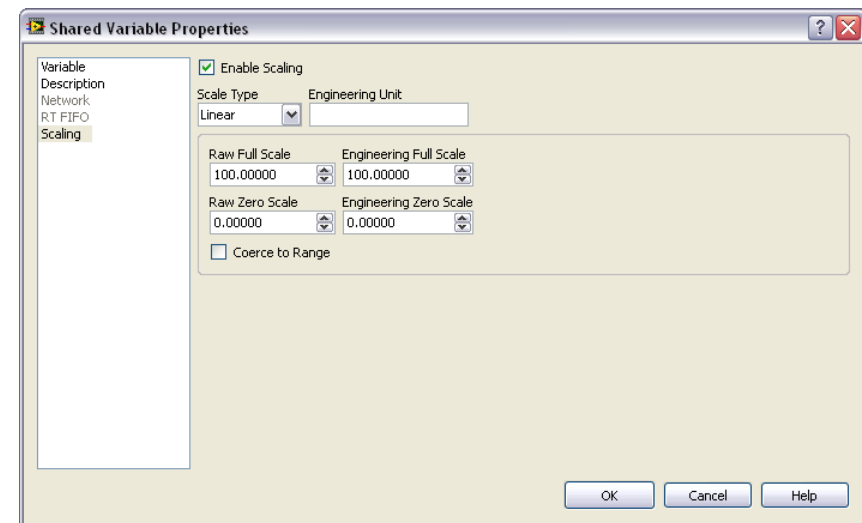 Shared Variable Properties
Variable
Description
Network
RT FIFO
Scaling
Enable Scaling
Scale Type Engineering Unit
Linear
Raw Full Scale Engineering Full Scale
100.00000 100.00000
Raw Zero Scale Engineering Zero Scale
0.00000 0.00000
Coerce to Range
OK Cancel Help